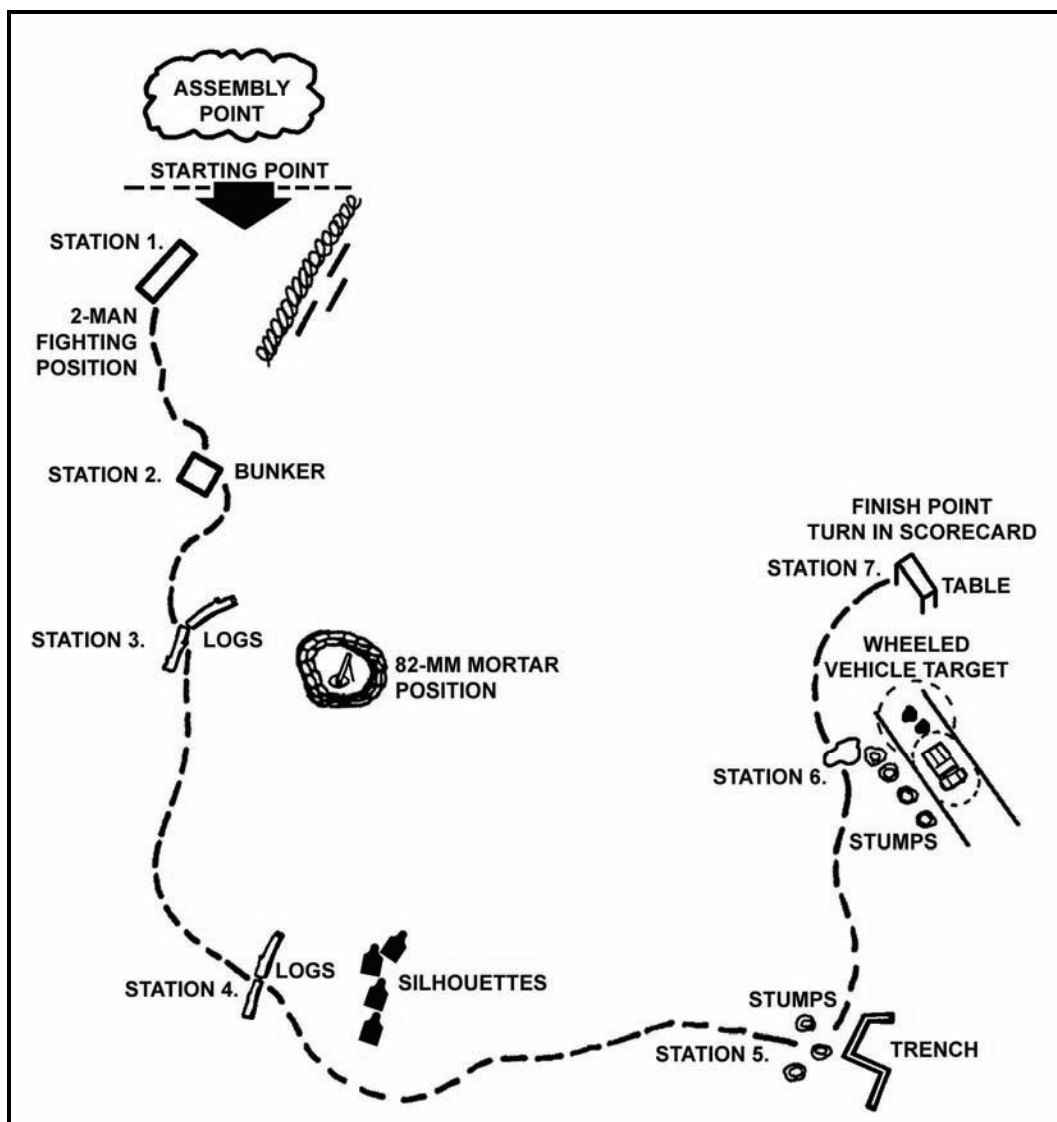 ASSEMBLY
POINT
STARTING POINT
STATION 1.
2-MAN
FIGHTING
POSITION
STATION 2.
BUNKER
STATION 3.
LOGS
82-MM MORTAR
POSITION
STATION 4.
LOGS
SILHOUETTES
STUMPS
STATION 5.
TRENCH
STATION 6.
STUMPS
WHEELED
VEHICLE TARGET
STATION 7.
TABLE
FINISH POINT
TURN IN SCORECARD